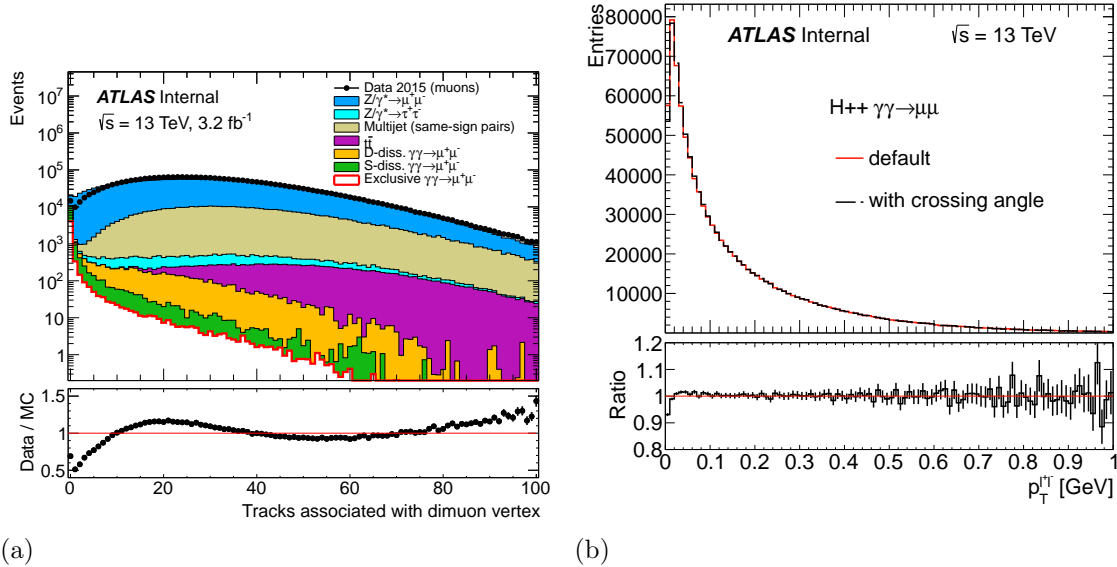 Events
10⁷
10⁶
10⁵
10⁴
10³
10²
10
1
ATLAS Internal
√s = 13 TeV, 3.2 fb⁻¹
Data 2015 (muons)
Z/γ*→μ⁺μ⁻
Z/γ*→τ⁺τ⁻
Multijet (same-sign pairs)
tt̄
D-diss. γγ→μ⁺μ⁻
S-diss. γγ→μ⁺μ⁻
Exclusive γγ→μ⁺μ⁻
Data / MC
1.5
1
0.5
0 20 40 60 80 100
Tracks associated with dimuon vertex
(a)
Entries
80000
70000
60000
50000
40000
30000
20000
10000
ATLAS Internal √s = 13 TeV
H++ γγ→μμ
default
with crossing angle
Ratio
1.2
1.1
1
0.9
0.8
0 0.1 0.2 0.3 0.4 0.5 0.6 0.7 0.8 0.9 1
p_T^{l⁺l⁻} [GeV]
(b)